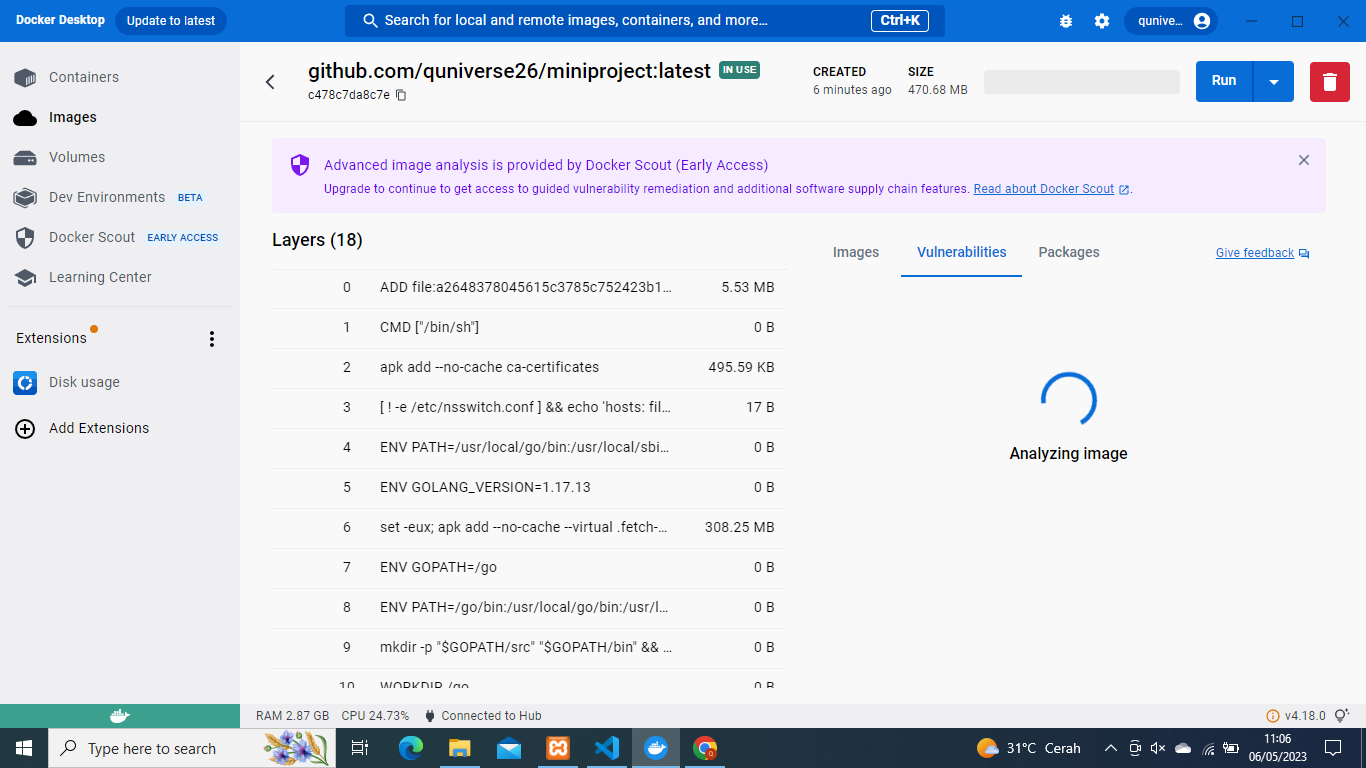 Docker Desktop
Update to latest
Search for local and remote images, containers, and more...
Ctrl+K
qunive...
Containers
Images
Volumes
Dev Environments BETA
Docker Scout EARLY ACCESS
Learning Center
Extensions
Disk usage
Add Extensions
github.com/quniverse26/miniproject:latest IN USE
c478c7da8c7e
CREATED
6 minutes ago
SIZE
470.68 MB
Run
Advanced image analysis is provided by Docker Scout (Early Access)
Upgrade to continue to get access to guided vulnerability remediation and additional software supply chain features. Read about Docker Scout .
Layers (18)
0 ADD file:a2648378045615c3785c752423b1... 5.53 MB
1 CMD ["/bin/sh"] 0 B
2 apk add --no-cache ca-certificates 495.59 KB
3 [ ! -e /etc/nsswitch.conf ] && echo 'hosts: fil... 17 B
4 ENV PATH=/usr/local/go/bin:/usr/local/sbi... 0 B
5 ENV GOLANG_VERSION=1.17.13 0 B
6 set -eux; apk add --no-cache --virtual .fetch-... 308.25 MB
7 ENV GOPATH=/go 0 B
8 ENV PATH=/go/bin:/usr/local/go/bin:/usr/l... 0 B
9 mkdir -p "$GOPATH/src" "$GOPATH/bin" && ... 0 B
10 WORKDIR /go 0 B
Images
Vulnerabilities
Packages
Give feedback
Analyzing image
RAM 2.87 GB CPU 24.73% Connected to Hub
v4.18.0
Type here to search
31°C Cerah
11:06
06/05/2023